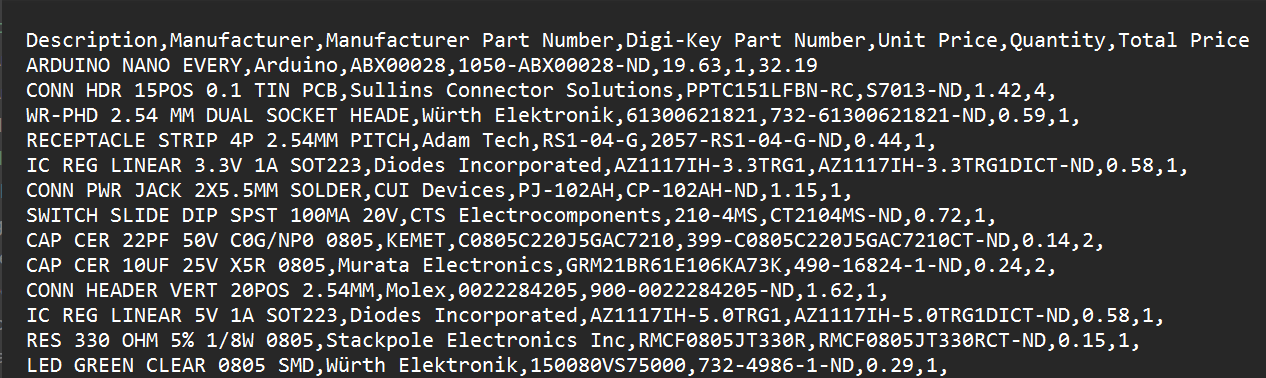 Description,Manufacturer,Manufacturer Part Number,Digi-Key Part Number,Unit Price,Quantity,Total Price
ARDUINO NANO EVERY,Arduino,ABX00028,1050-ABX00028-ND,19.63,1,32.19
CONN HDR 15POS 0.1 TIN PCB,Sullins Connector Solutions,PPTC151LFBN-RC,S7013-ND,1.42,4,
WR-PHD 2.54 MM DUAL SOCKET HEADE,Würth Elektronik,61300621821,732-61300621821-ND,0.59,1,
RECEPTACLE STRIP 4P 2.54MM PITCH,Adam Tech,RS1-04-G,2057-RS1-04-G-ND,0.44,1,
IC REG LINEAR 3.3V 1A SOT223,Diodes Incorporated,AZ1117IH-3.3TRG1,AZ1117IH-3.3TRG1DICT-ND,0.58,1,
CONN PWR JACK 2X5.5MM SOLDER,CUI Devices,PJ-102AH,CP-102AH-ND,1.15,1,
SWITCH SLIDE DIP SPST 100MA 20V,CTS Electrocomponents,210-4MS,CT2104MS-ND,0.72,1,
CAP CER 22PF 50V C0G/NP0 0805,KEMET,C0805C220J5GAC7210,399-C0805C220J5GAC7210CT-ND,0.14,2,
CAP CER 10UF 25V X5R 0805,Murata Electronics,GRM21BR61E106KA73K,490-16824-1-ND,0.24,2,
CONN HEADER VERT 20POS 2.54MM,Molex,0022284205,900-0022284205-ND,1.62,1,
IC REG LINEAR 5V 1A SOT223,Diodes Incorporated,AZ1117IH-5.0TRG1,AZ1117IH-5.0TRG1DICT-ND,0.58,1,
RES 330 OHM 5% 1/8W 0805,Stackpole Electronics Inc,RMCF0805JT330R,RMCF0805JT330RCT-ND,0.15,1,
LED GREEN CLEAR 0805 SMD,Würth Elektronik,150080VS75000,732-4986-1-ND,0.29,1,